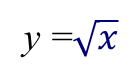 y = √x